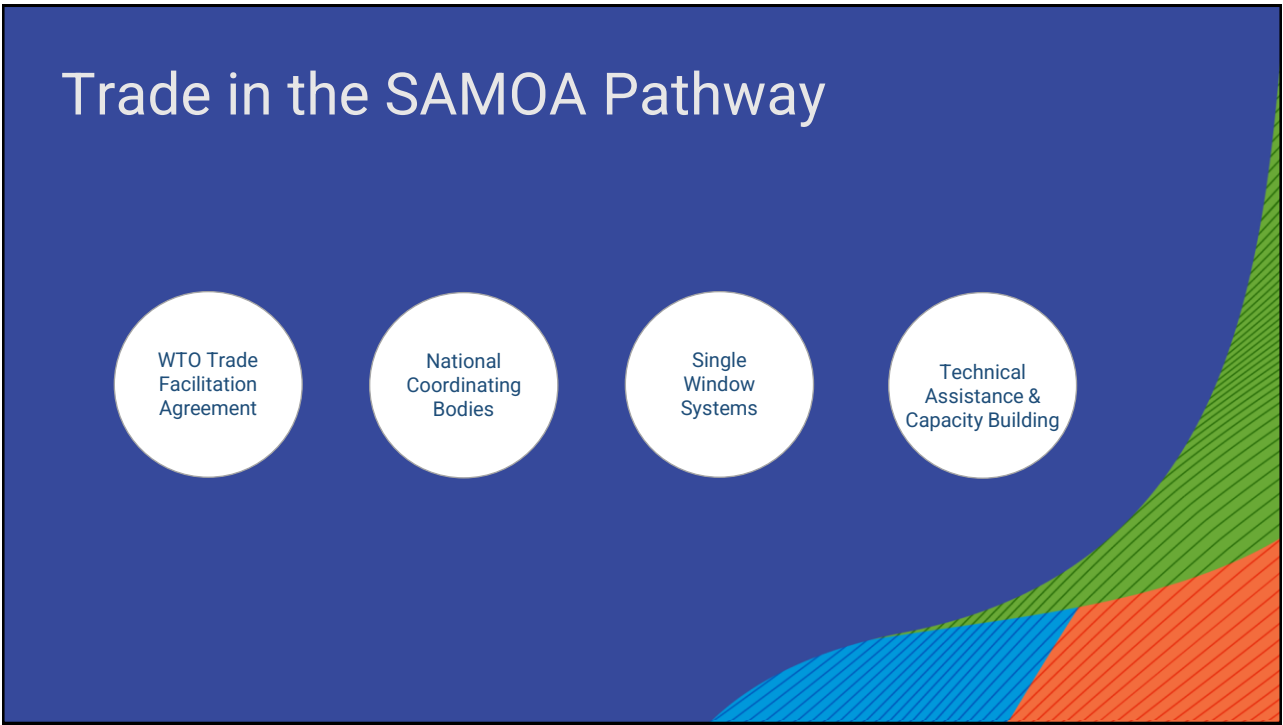 Trade in the SAMOA Pathway
WTO Trade
Facilitation
Agreement
National
Coordinating
Bodies
Single
Window
Systems
Technical
Assistance &
Capacity Building